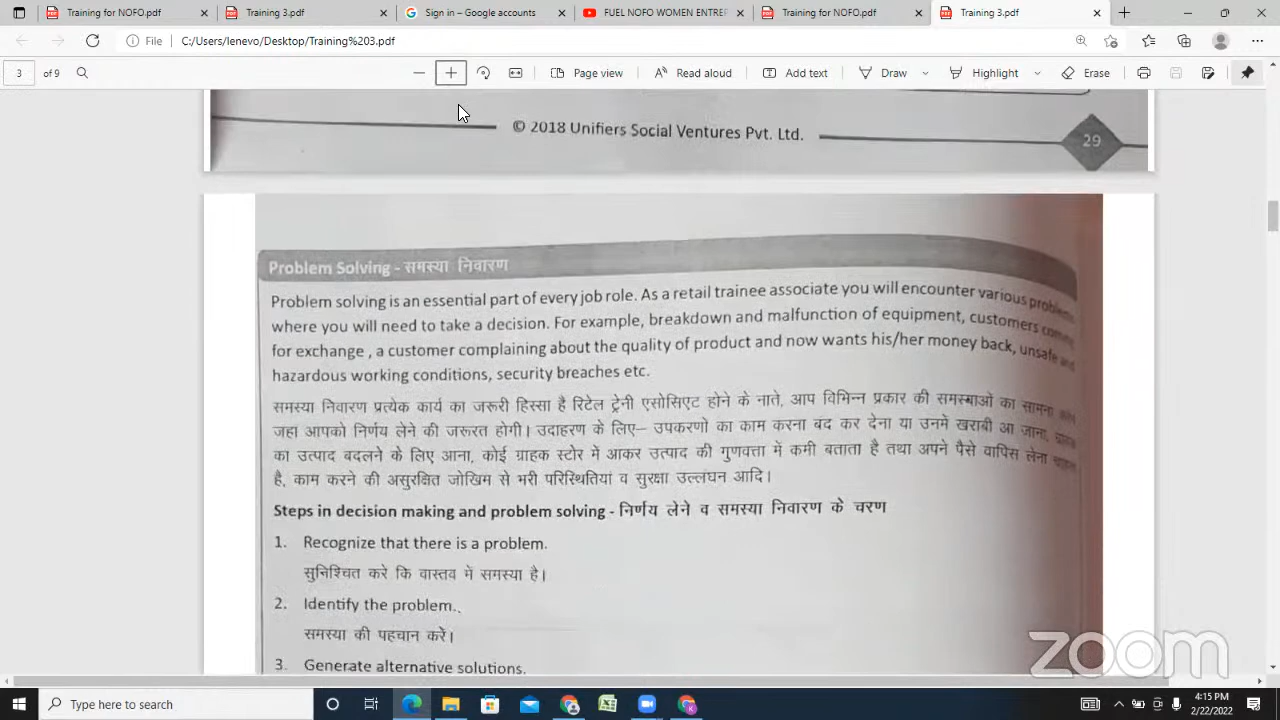 Training for NOFO.pdf
Training 3.pdf
Sign in – Google accounts
FUEL NOFO WOMEN ENTREF
Training for NOFO.pdf
Training 3.pdf
File
C:/Users/lenevo/Desktop/Training%203.pdf
3
of 9
Page view
Read aloud
Add text
Draw
Highlight
Erase
© 2018 Unifiers Social Ventures Pvt. Ltd.
29
Problem Solving - समस्या निवारण
Problem solving is an essential part of every job role. As a retail trainee associate you will encounter various
where you will need to take a decision. For example, breakdown and malfunction of equipment, customers
for exchange , a customer complaining about the quality of product and now wants his/her money back, unsafe and
hazardous working conditions, security breaches etc.
समस्या निवारण प्रत्येक कार्य का जरूरी हिस्सा है रिटेल ट्रेनी एसोसिएट होने के नाते, आप विभिन्न प्रकार की समस्याओं का सामना
जहा आपको निर्णय लेने की जरूरत होगी। उदाहरण के लिए– उपकरणो का काम करना बंद कर देना या उनमें खराबी आ जाना,
का उत्पाद बदलने के लिए आना, कोई ग्राहक स्टोर में आकर उत्पाद की गुणवत्ता में कमी बताता है तथा अपने पैसे वापिस लेना
है, काम करने की असुरक्षित जोखिम से भरी परिस्थितियां व सुरक्षा उल्लघन आदि।
Steps in decision making and problem solving - निर्णय लेने व समस्या निवारण के चरण
1. Recognize that there is a problem.
सुनिश्चित करे कि वास्तव में समस्या है।
2. Identify the problem..
समस्या की पहचान करें।
3. Generate alternative solutions.
zoom
Type here to search
4:15 PM
2/22/2022